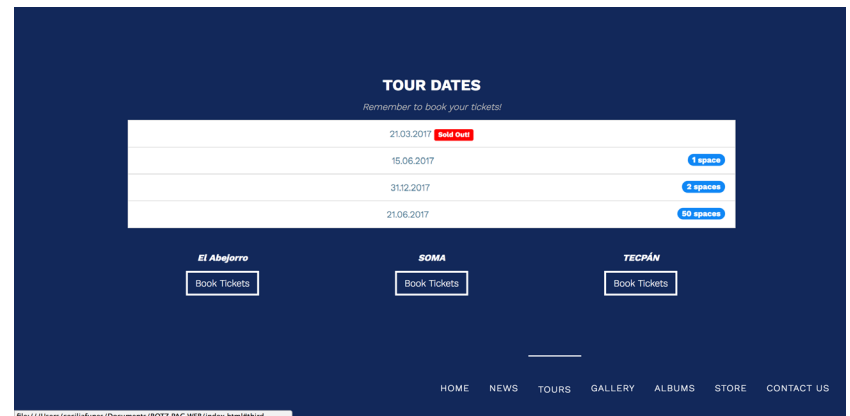 TOUR DATES
Remember to book your tickets!
21.03.2017 Sold Out!
15.06.2017 1 space
31.12.2017 2 spaces
21.06.2017 50 spaces
El Abejorro SOMA TECPÁN
Book Tickets Book Tickets Book Tickets
HOME NEWS TOURS GALLERY ALBUMS STORE CONTACT US